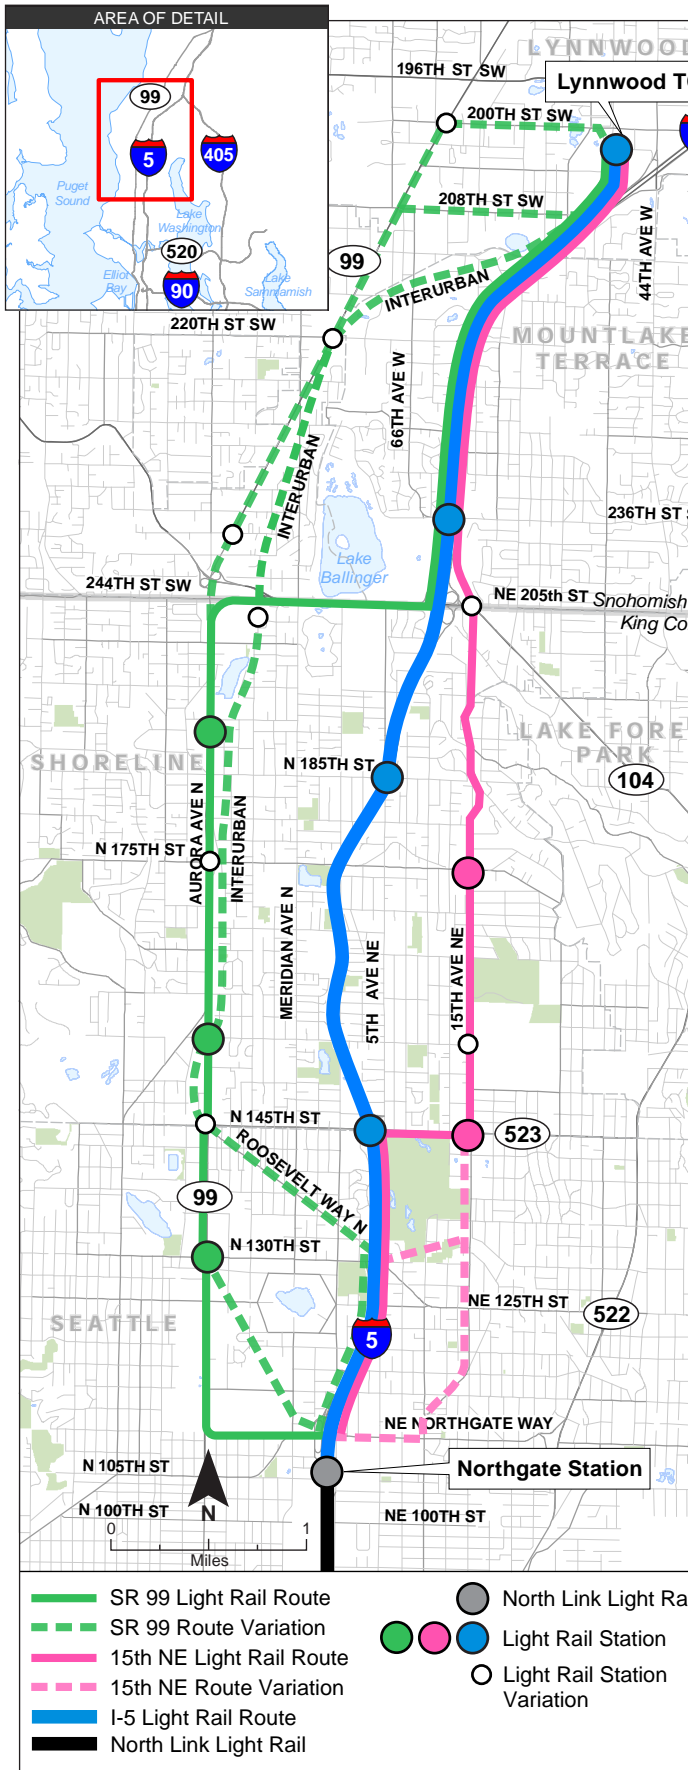 AREA OF DETAIL
99
5
405
Puget
Sound
Lake
Washington
520
Elliot
Bay
90
Lake
Sammamish
LYNNWOOD
196TH ST SW
Lynnwood T
200TH ST SW
208TH ST SW
44TH AVE W
99
INTERURBAN
220TH ST SW
MOUNTLAKE
TERRACE
66TH AVE W
INTERURBAN
236TH ST
Lake
Ballinger
244TH ST SW
NE 205th ST
Snohomish
King Co
SHORELINE
LAKE FORE
PARK
N 185TH ST
104
N 175TH ST
AURORA AVE N
INTERURBAN
MERIDIAN AVE N
5TH AVE NE
15TH AVE NE
N 145TH ST
523
ROOSEVELT WAY N
99
N 130TH ST
NE 125TH ST
522
SEATTLE
5
NE NORTHGATE WAY
N 105TH ST
Northgate Station
N 100TH ST
N
NE 100TH ST
0 1
Miles
SR 99 Light Rail Route
SR 99 Route Variation
15th NE Light Rail Route
15th NE Route Variation
I-5 Light Rail Route
North Link Light Rail
North Link Light Ra
Light Rail Station
Light Rail Station
Variation